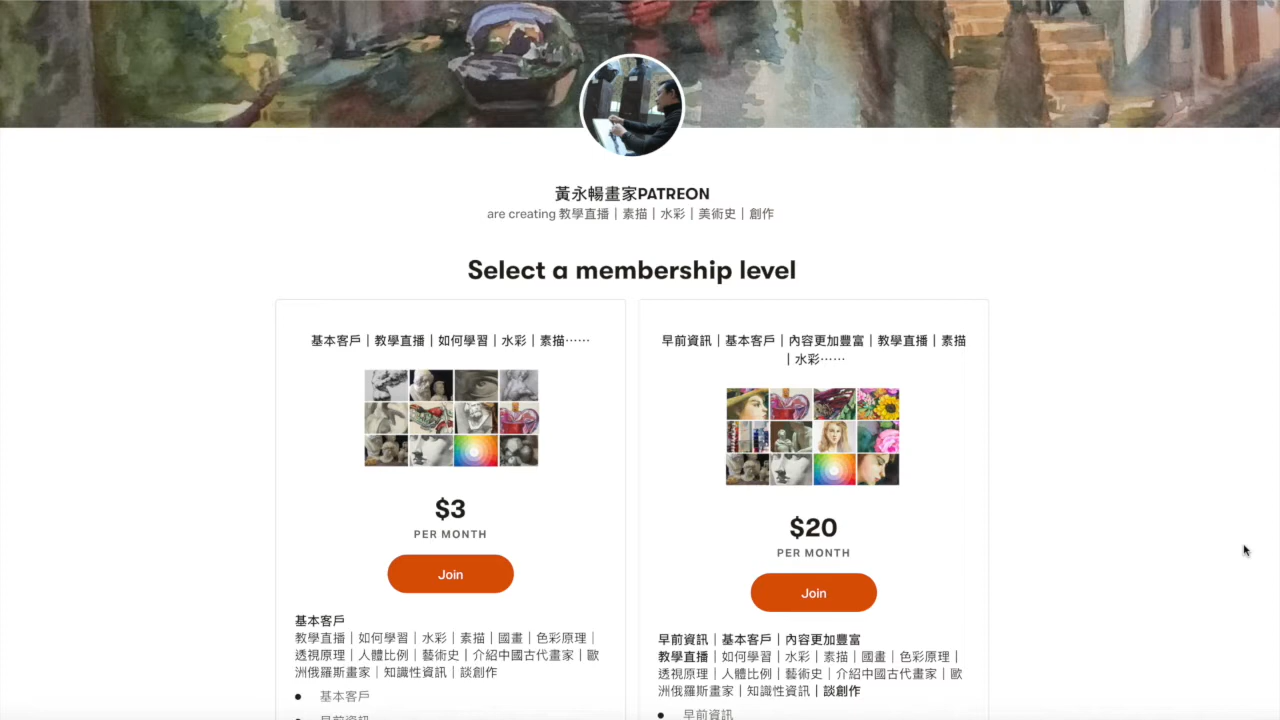 黃永暢畫家PATREON
are creating 教學直播｜素描｜水彩｜美術史｜創作
Select a membership level
基本客戶｜教學直播｜如何學習｜水彩｜素描⋯⋯
$3
PER MONTH
Join
基本客戶
教學直播｜如何學習｜水彩｜素描｜國畫｜色彩原理｜
透視原理｜人體比例｜藝術史｜介紹中國古代畫家｜歐
洲俄羅斯畫家｜知識性資訊｜談創作
• 基本客戶
• 早前資訊
早前資訊｜基本客戶｜內容更加豐富｜教學直播｜素描
｜水彩⋯⋯
$20
PER MONTH
Join
早前資訊｜基本客戶｜內容更加豐富
教學直播｜如何學習｜水彩｜素描｜國畫｜色彩原理｜
透視原理｜人體比例｜藝術史｜介紹中國古代畫家｜歐
洲俄羅斯畫家｜知識性資訊｜談創作
• 早前資訊